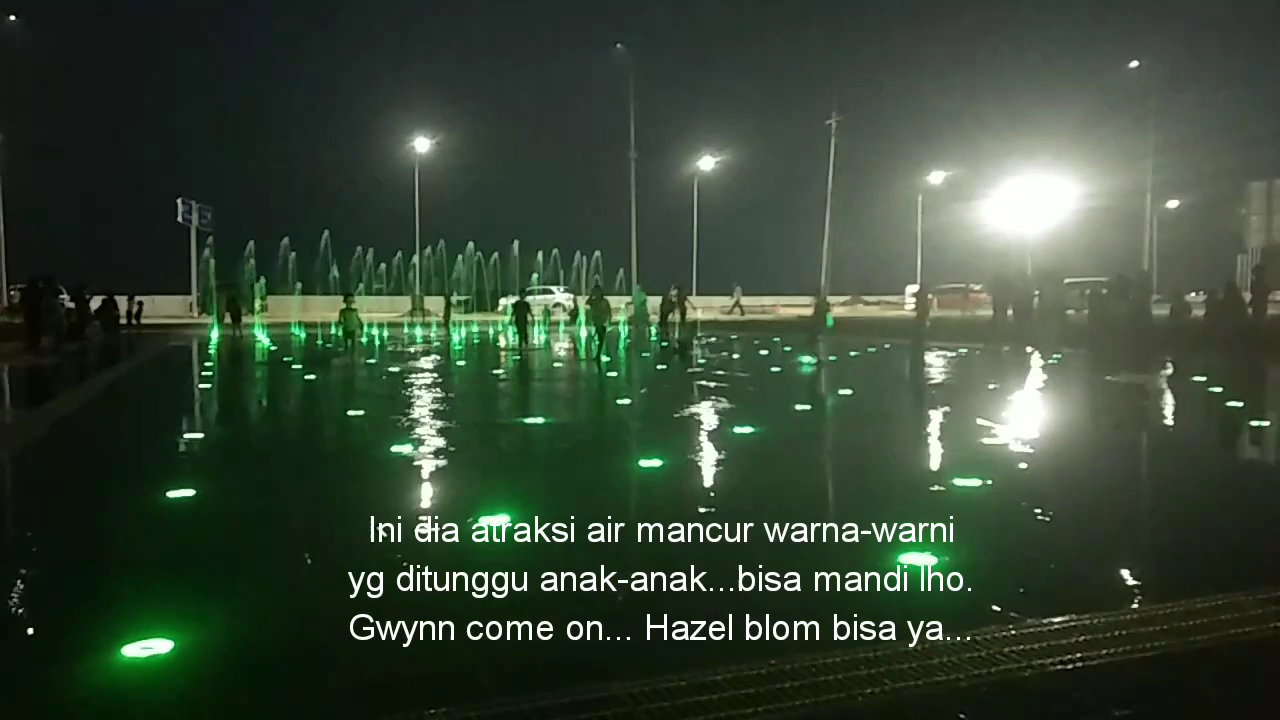 Ini dia atraksi air mancur warna-warni
yg ditunggu anak-anak...bisa mandi lho.
Gwynn come on... Hazel blom bisa ya...